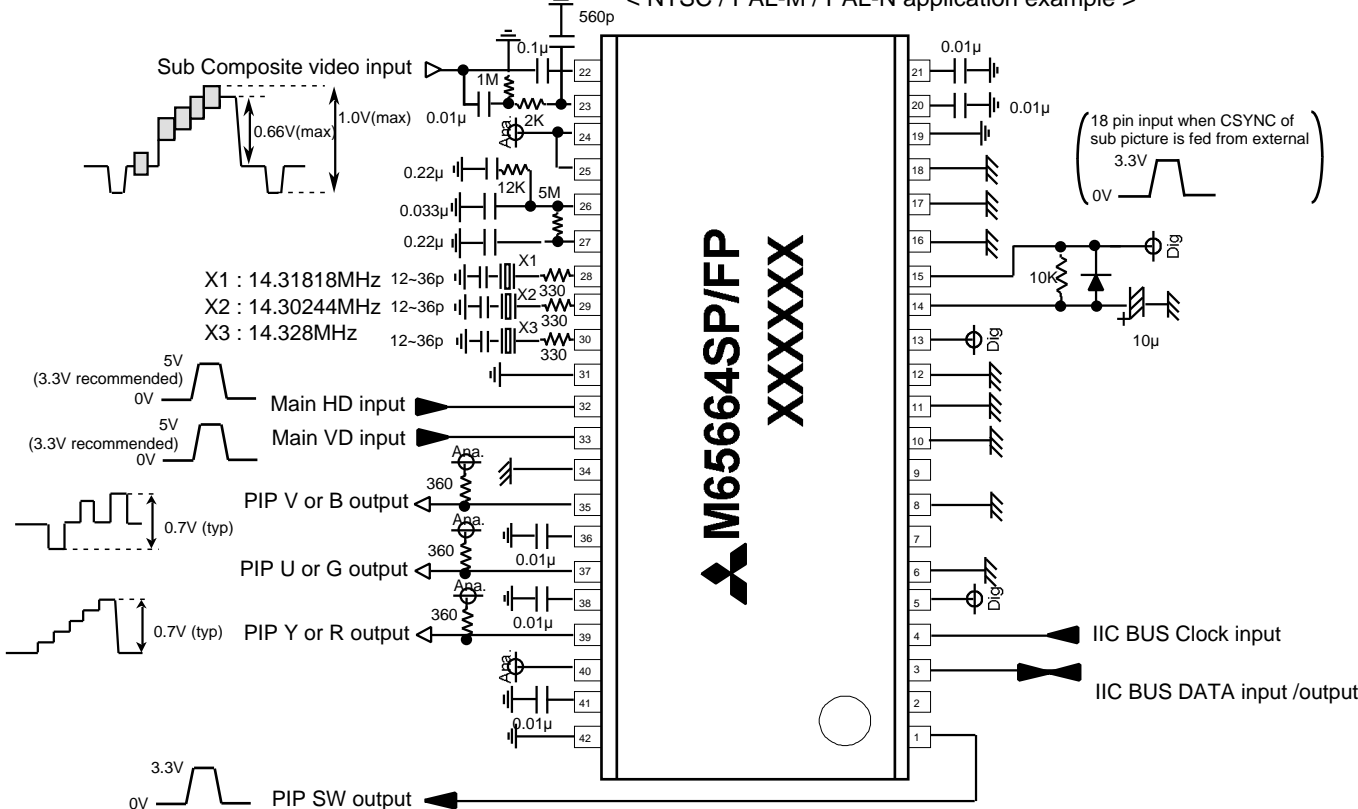 < NTSC / PAL-M / PAL-N application example >
560p
0.1µ
Sub Composite video input
1M
0.01µ
2K
Ana.
0.66V(max)
1.0V(max)
0.22µ
12K
5M
0.033µ
0.22µ
X1 : 14.31818MHz
X2 : 14.30244MHz
X3 : 14.328MHz
12~36p
X1
330
12~36p
X2
330
12~36p
X3
330
5V
(3.3V recommended)
0V
Main HD input
5V
(3.3V recommended)
0V
Main VD input
Ana.
360
PIP V or B output
0.7V (typ)
Ana.
360
0.01µ
PIP U or G output
Ana.
360
0.01µ
PIP Y or R output
0.7V (typ)
Ana.
0.01µ
3.3V
0V
PIP SW output
22
23
24
25
26
27
28
29
30
31
32
33
34
35
36
37
38
39
40
41
42
M65664SP/FP
XXXXXX
21
20
19
18
17
16
15
14
13
12
11
10
9
8
7
6
5
4
3
2
1
0.01µ
0.01µ
18 pin input when CSYNC of
sub picture is fed from external
3.3V
0V
Dig
10K
+
10µ
Dig
Dig
IIC BUS Clock input
IIC BUS DATA input /output